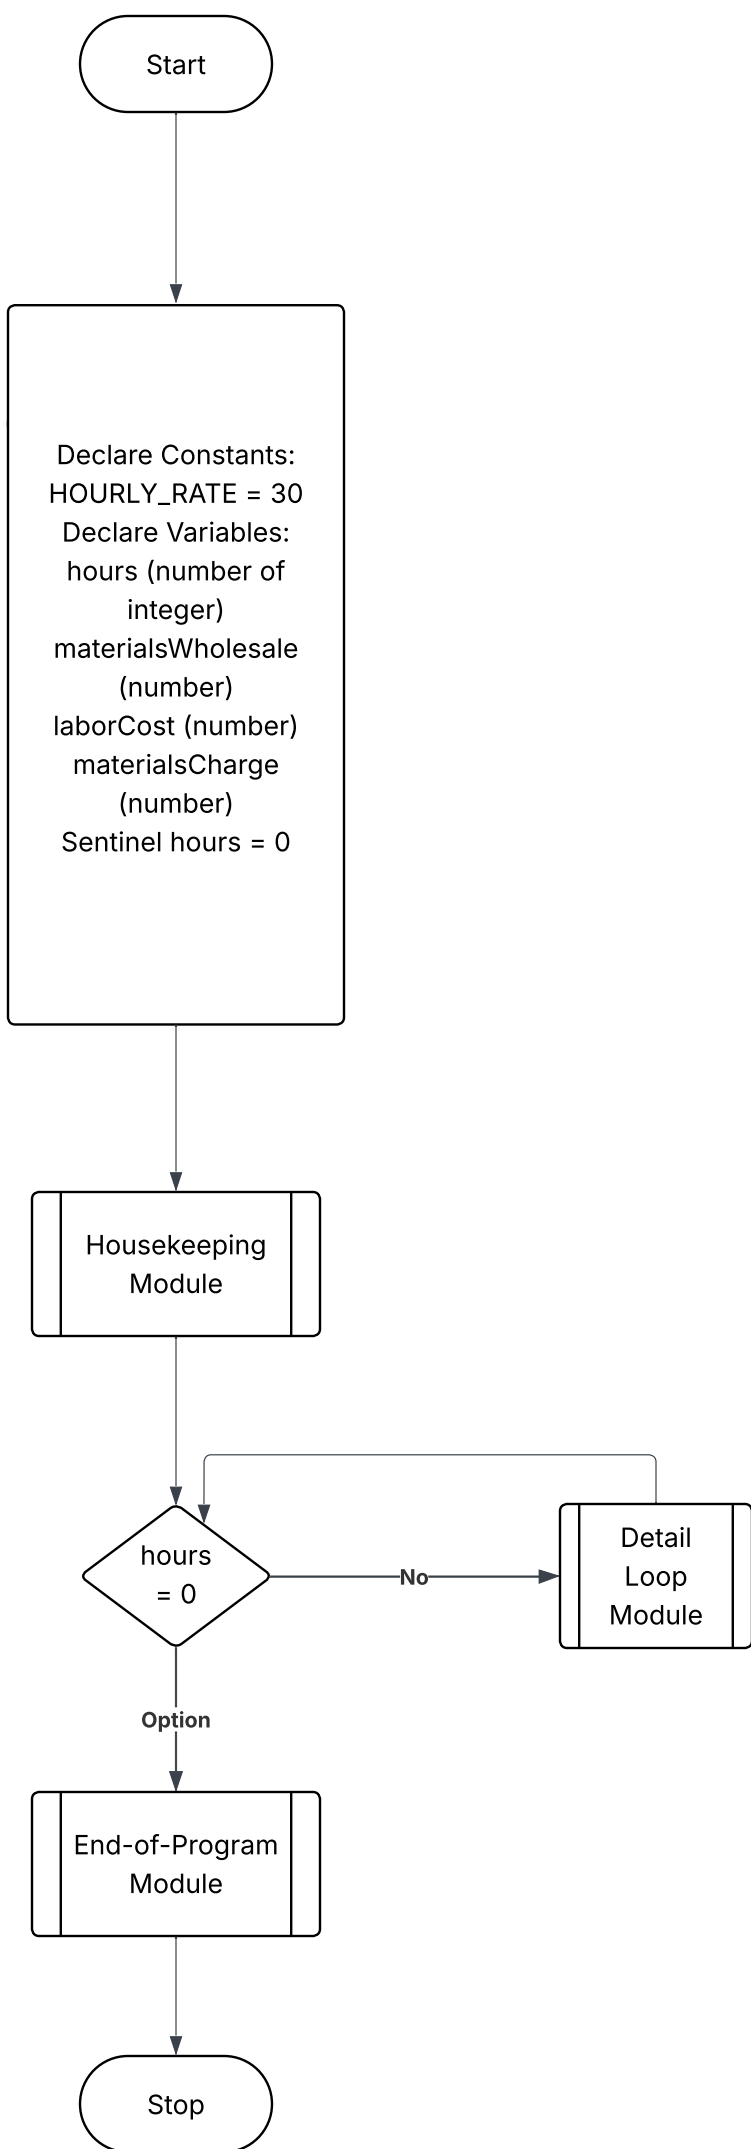 Start
Declare Constants:
HOURLY_RATE = 30
Declare Variables:
hours (number of
integer)
materialsWholesale
(number)
laborCost (number)
materialsCharge
(number)
Sentinel hours = 0
Housekeeping
Module
hours
= 0
No
Detail
Loop
Module
Option
End-of-Program
Module
Stop